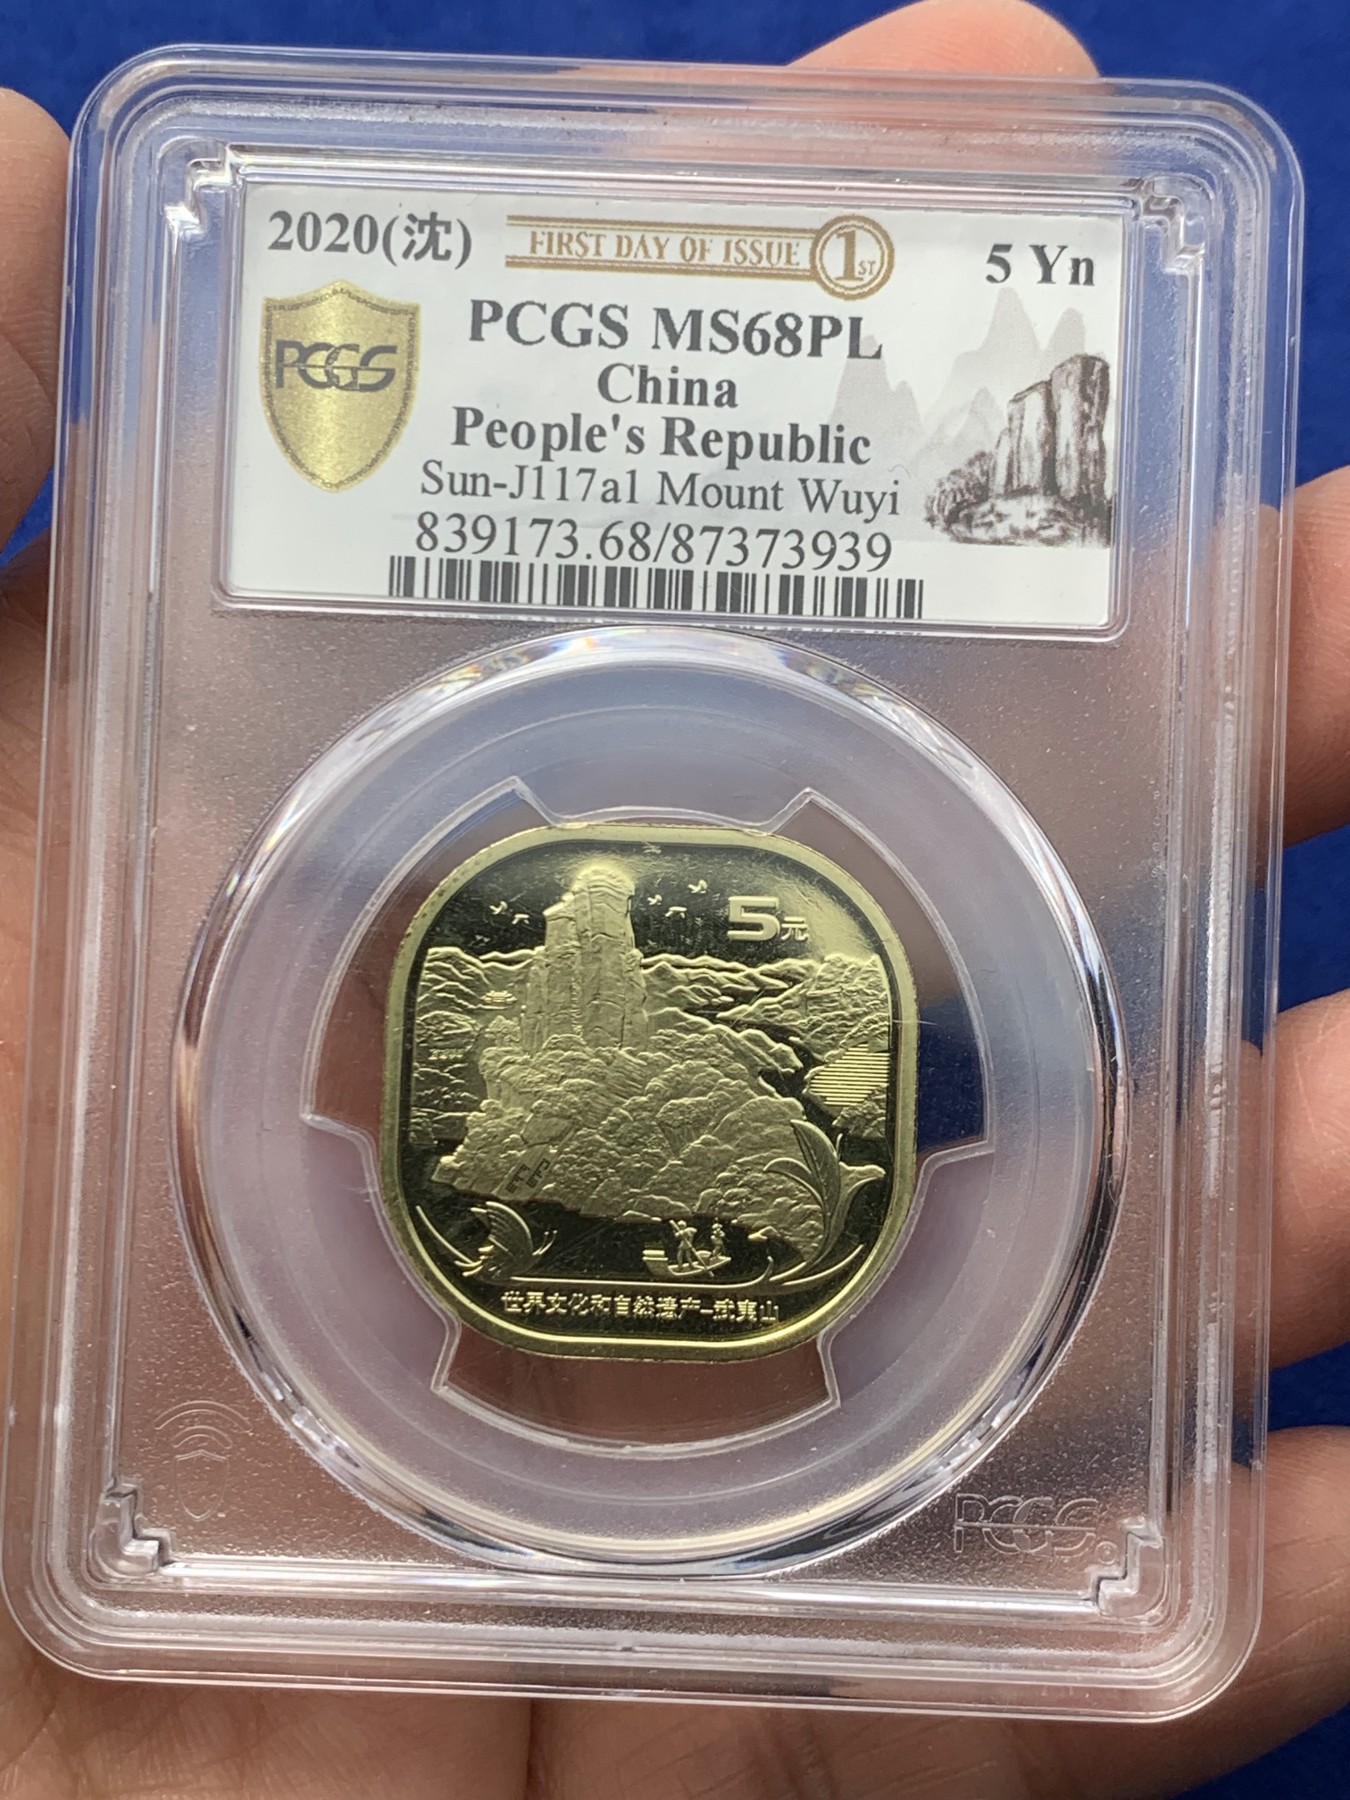 2020(沈)
FIRST DAY OF ISSUE 1ST
5 Yn
PCGS
PCGS MS68PL
China
People's Republic
Sun-J117a1 Mount Wuyi
839173.68/87373939
5元
世界文化和自然遗产-武夷山
PCGS